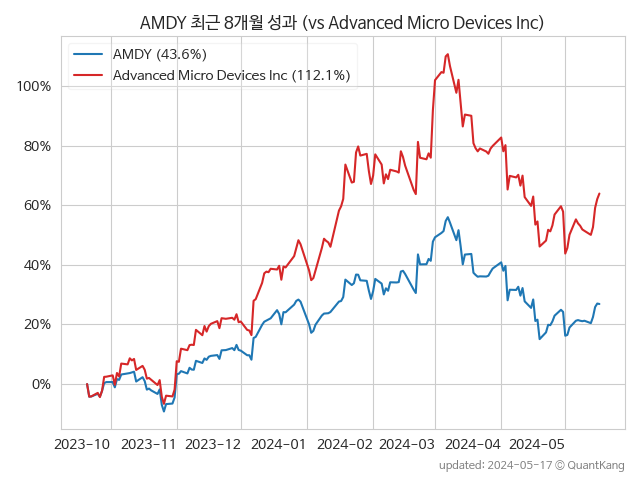 AMDY 최근 8개월 성과 (vs Advanced Micro Devices Inc)
AMDY (43.6%)
Advanced Micro Devices Inc (112.1%)
100%
80%
60%
40%
20%
0%
2023-10 2023-11 2023-12 2024-01 2024-02 2024-03 2024-04 2024-05
updated: 2024-05-17 © QuantKang